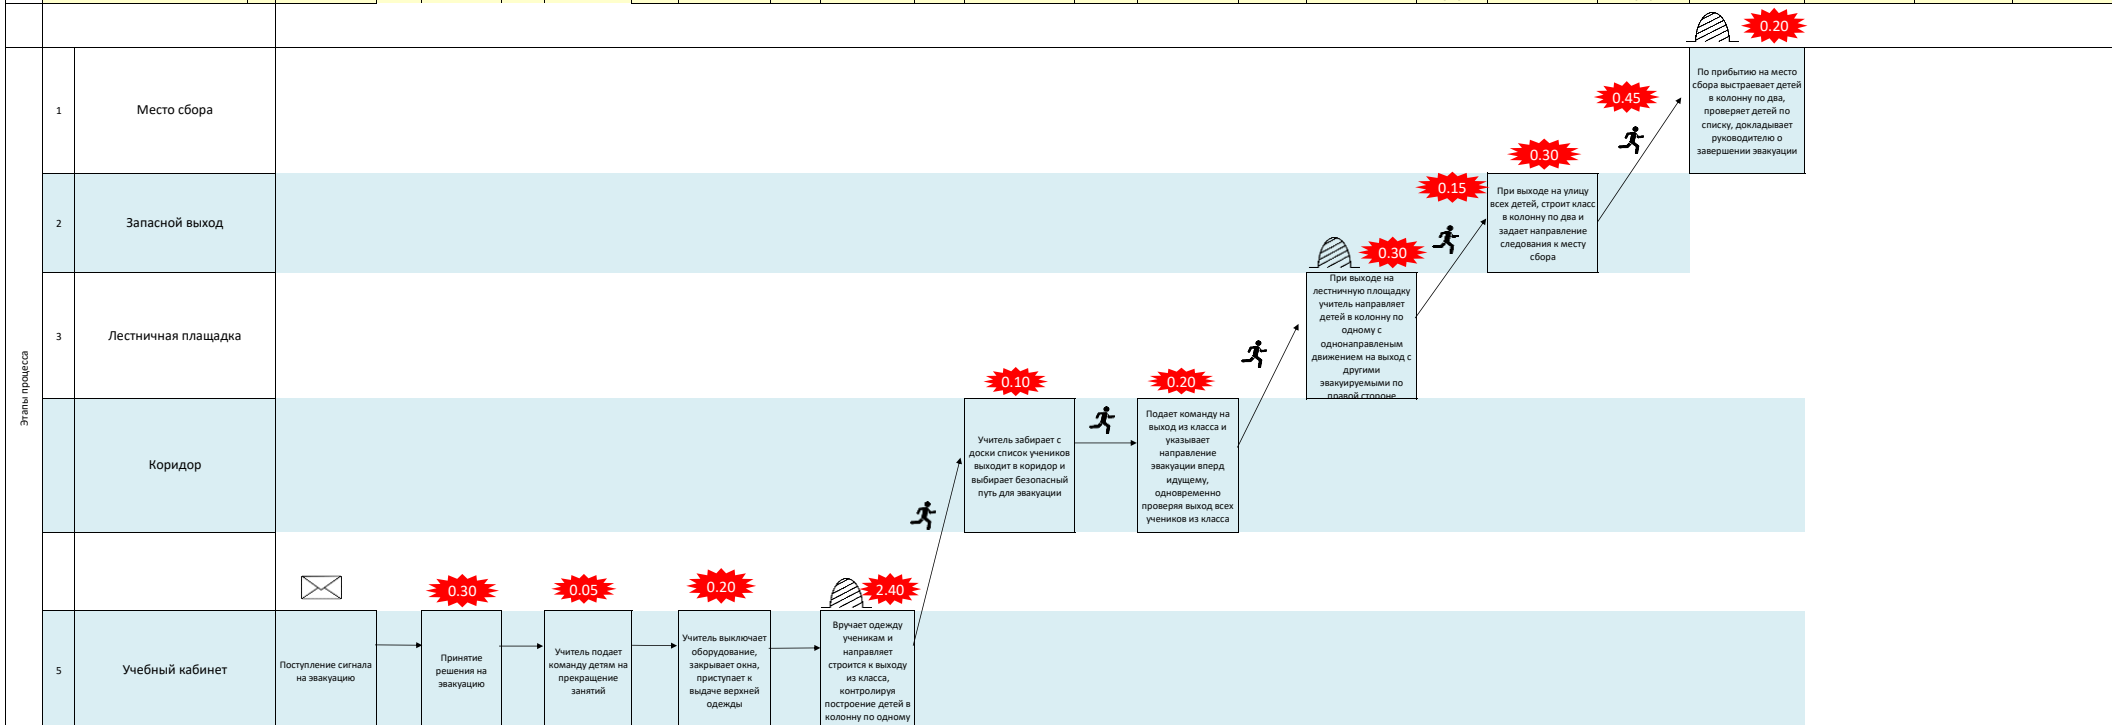 0.20
Этапы процесса
1
Место сбора
0.45
По прибытию на место
сбора выстраевает детей
в колонну по два,
проверяет детей по
списку, докладывает
руководителю о
завершении эвакуации
2
Запасной выход
0.15
0.30
При выходе на улицу
всех детей, строит класс
в колонну по два и
задает направление
следования к месту
сбора
3
Лестничная плащадка
0.30
При выходе на
лестничную площадку
учитель направляет
детей в колонну по
одному с
однонаправленым
движением на выход с
другими
эвакуируемыми по
правой стороне
Коридор
0.10
Учитель забирает с
доски список учеников
выходит в коридор и
выбирает безопасный
путь для эвакуации
0.20
Подает команду на
выход из класса и
указывает
направление
эвакуации вперд
идущему,
одновременно
проверяя выход всех
учеников из класса
5
Учебный кабинет
Поступление сигнала
на эвакуацию
0.30
Принятие
решения на
эвакуацию
0.05
Учитель подает
команду детям на
прекращение
занятий
0.20
Учитель выключает
оборудование,
закрывает окна,
приступает к
выдаче верхней
одежды
2.40
Вручает одежду
ученикам и
направляет
строится к выходу
из класса,
контролируя
построение детей в
колонну по одному